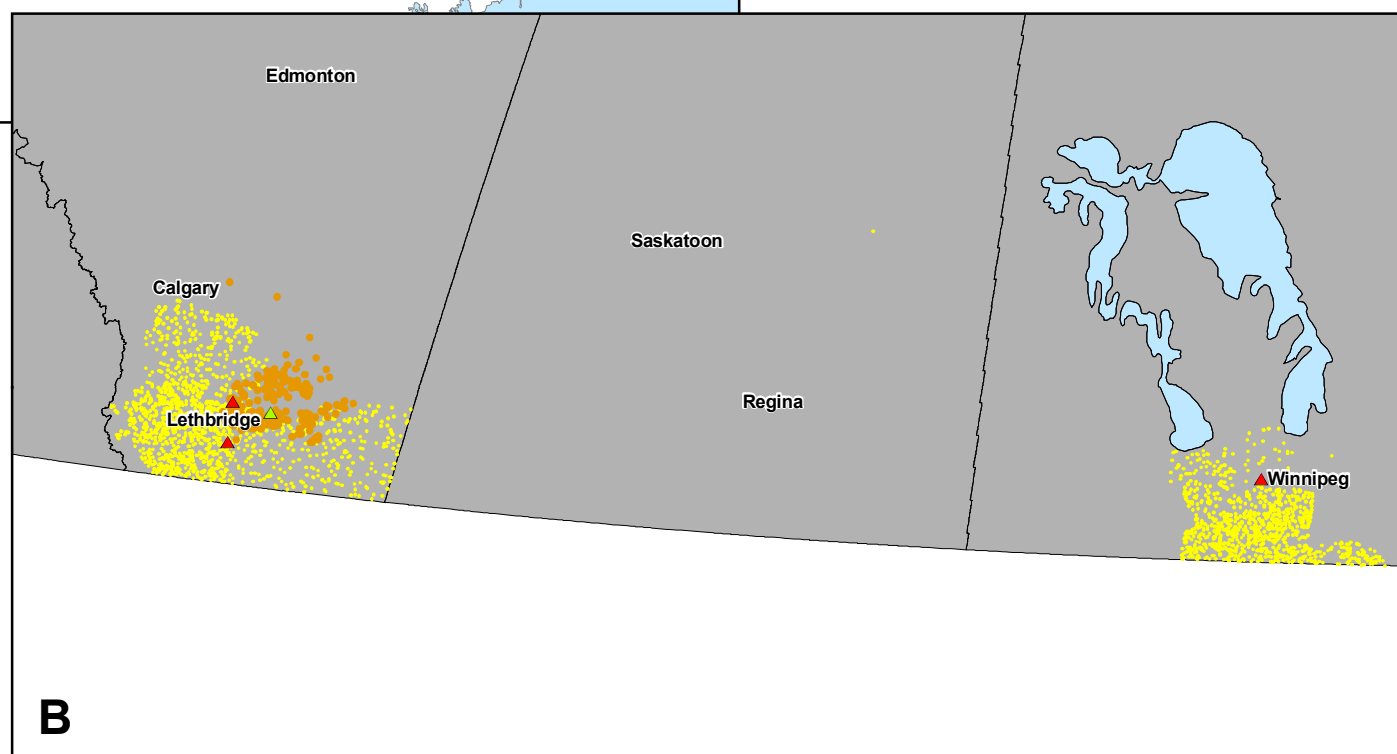 Edmonton
Saskatoon
Calgary
Regina
Lethbridge
Winnipeg
B